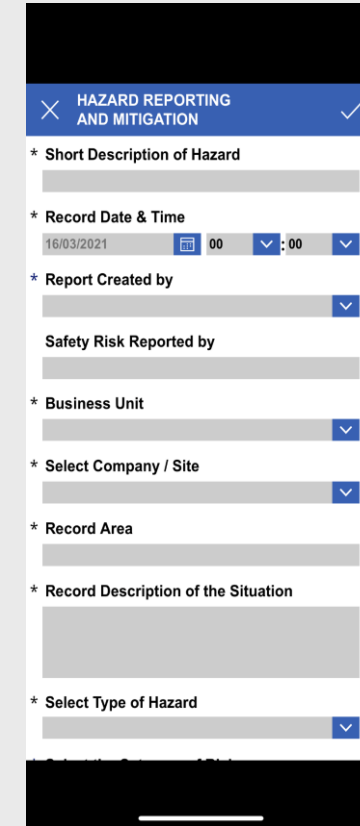 HAZARD REPORTING
AND MITIGATION
* Short Description of Hazard
* Record Date & Time
16/03/2021 00 : 00
* Report Created by
Safety Risk Reported by
* Business Unit
* Select Company / Site
* Record Area
* Record Description of the Situation
* Select Type of Hazard